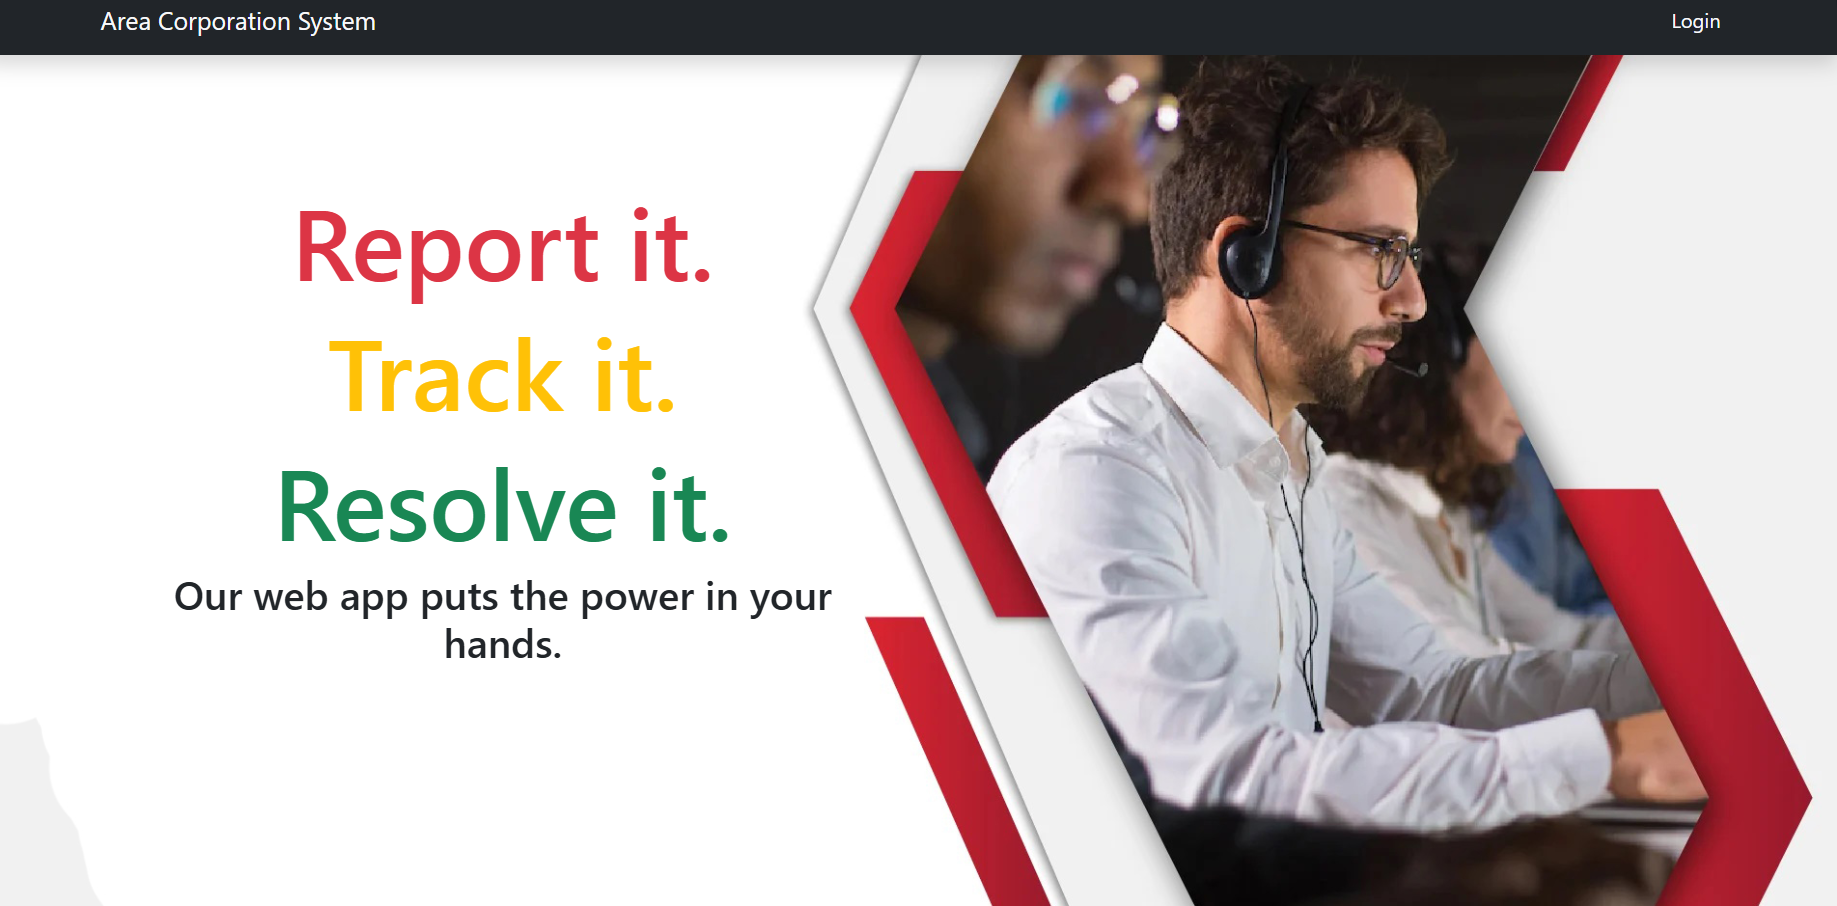 Area Corporation System
Login
Report it.
Track it.
Resolve it.
Our web app puts the power in your
hands.